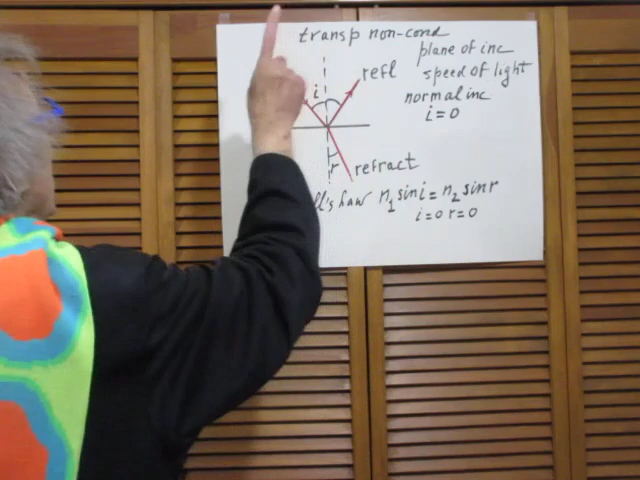 transp non-cond
plane of inc
refl
speed of light
i
normal inc
i=0
r
refract
ll's Law n₁ sin i = n₂ sin r
i=0 r=0